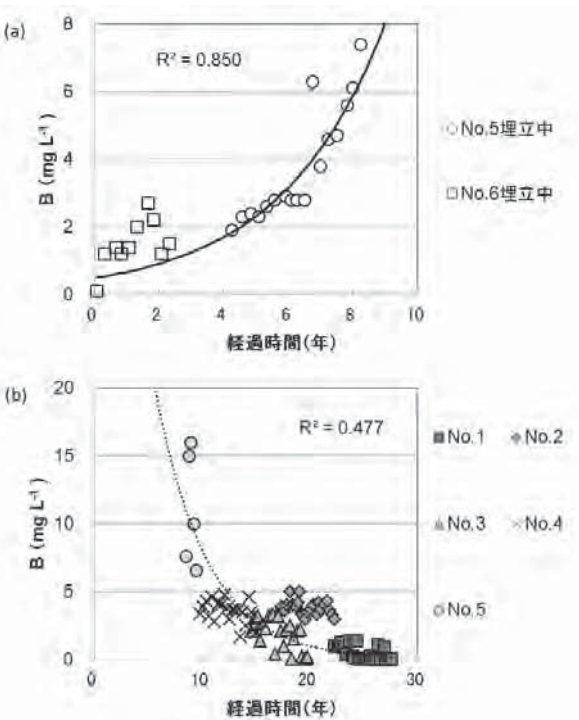 (a)
8
6
4
2
0
B (mg L-1)
R² = 0.850
0 2 4 6 8 10
経過時間(年)
No.5埋立中
No.6埋立中
(b)
20
15
10
5
0
B (mg L-1)
R² = 0.477
0 10 20 30
経過時間(年)
No.1 No.2
No.3 No.4
No.5